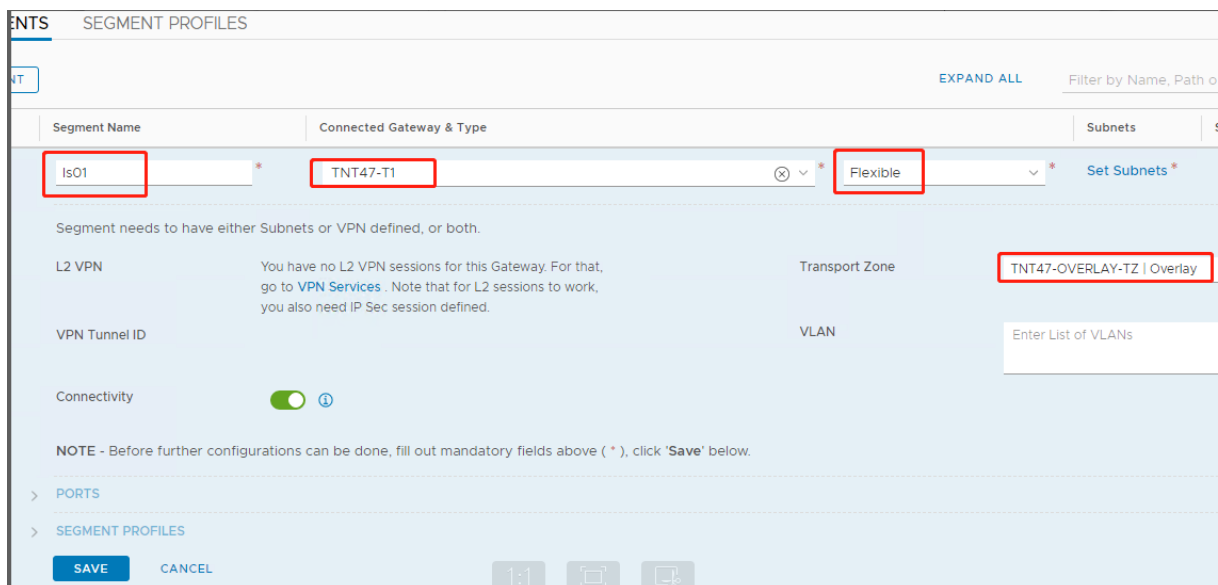 ENTS SEGMENT PROFILES
NT EXPAND ALL Filter by Name, Path o
Segment Name Connected Gateway & Type Subnets S
ls01 * TNT47-T1 * Flexible * Set Subnets *
Segment needs to have either Subnets or VPN defined, or both.
L2 VPN You have no L2 VPN sessions for this Gateway. For that, Transport Zone TNT47-OVERLAY-TZ | Overlay
go to VPN Services . Note that for L2 sessions to work,
you also need IP Sec session defined.
VPN Tunnel ID VLAN Enter List of VLANs
Connectivity
NOTE - Before further configurations can be done, fill out mandatory fields above ( * ), click 'Save' below.
PORTS
SEGMENT PROFILES
SAVE CANCEL 1:1